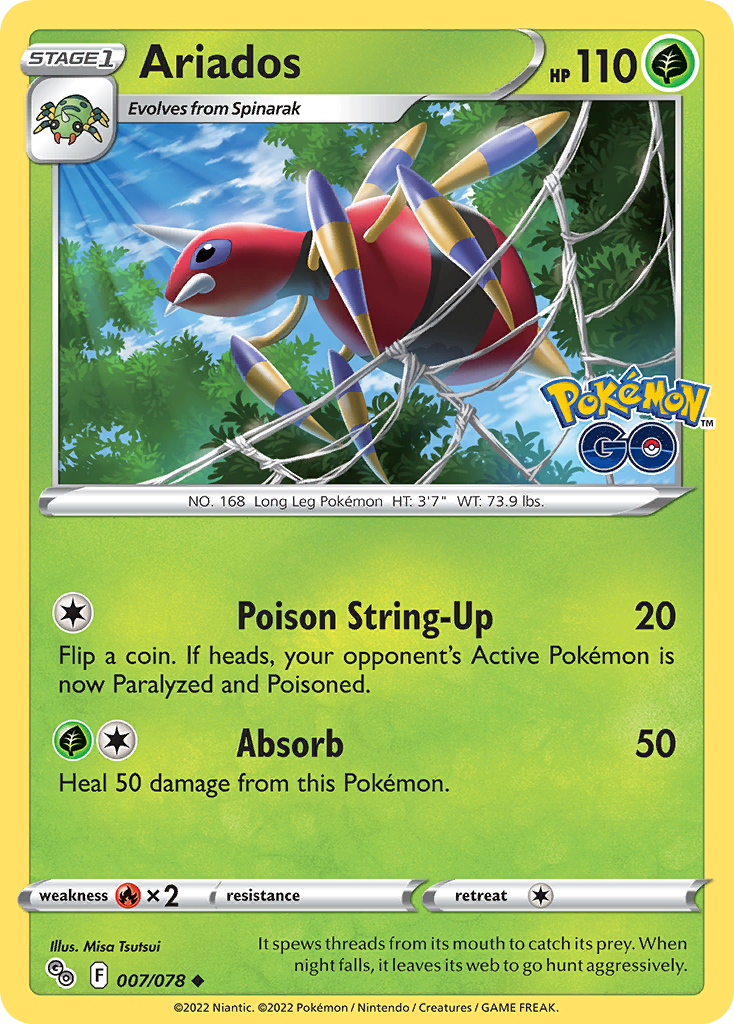 STAGE1
Ariados
HP 110
Evolves from Spinarak
POKÉMON™
GO
NO. 168 Long Leg Pokémon HT: 3'7" WT: 73.9 lbs.
Poison String-Up 20
Flip a coin. If heads, your opponent's Active Pokémon is
now Paralyzed and Poisoned.
Absorb 50
Heal 50 damage from this Pokémon.
weakness ×2 resistance retreat
Illus. Misa Tsutsui
It spews threads from its mouth to catch its prey. When
night falls, it leaves its web to go hunt aggressively.
GO F 007/078
©2022 Niantic. ©2022 Pokémon / Nintendo / Creatures / GAME FREAK.